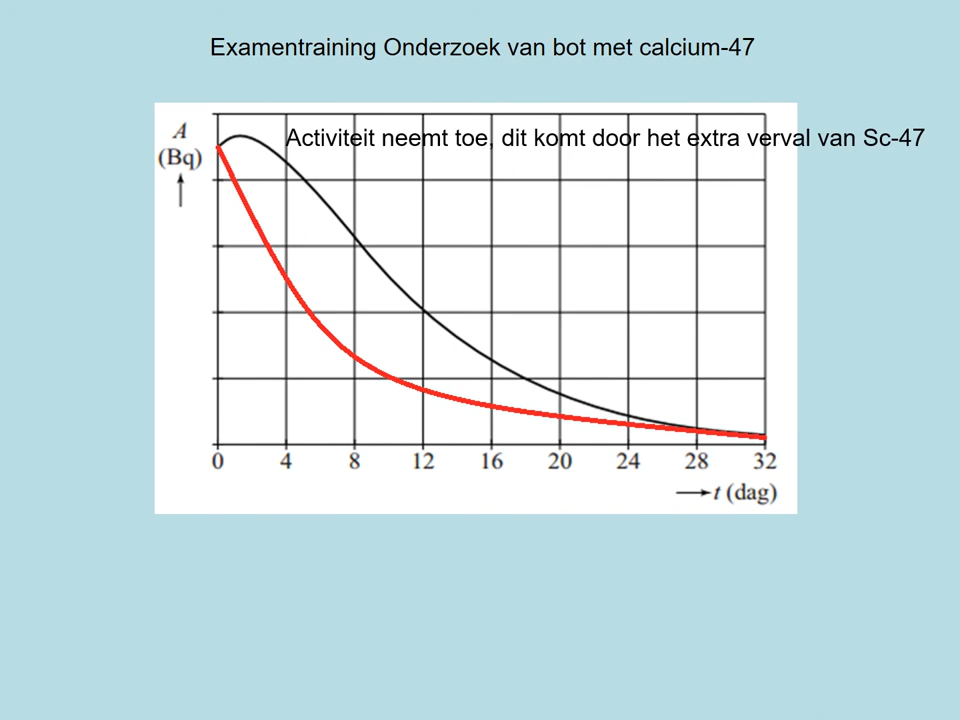 Examentraining Onderzoek van bot met calcium-47
Activiteit neemt toe, dit komt door het extra verval van Sc-47
A
(Bq)
0 4 8 12 16 20 24 28 32
t (dag)